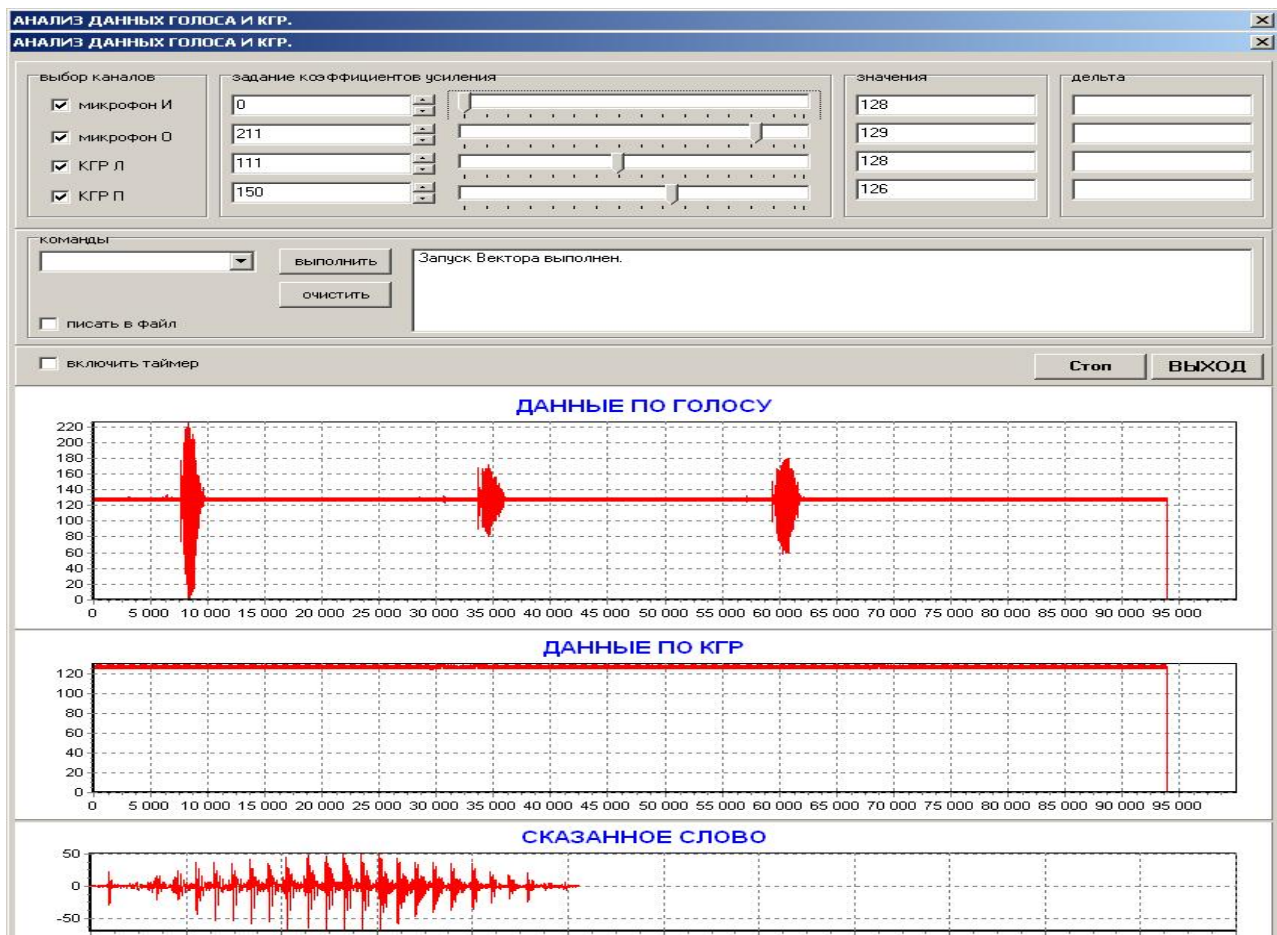 АНАЛИЗ ДАННЫХ ГОЛОСА И КГР.
АНАЛИЗ ДАННЫХ ГОЛОСА И КГР.
выбор каналов
микрофон И
микрофон О
КГР Л
КГР П
задание коэффициентов усиления
0
211
111
150
значения
128
129
128
126
дельта
команды
выполнить
очистить
писать в файл
Запуск Вектора выполнен.
включить таймер
Стоп
ВЫХОД
ДАННЫЕ ПО ГОЛОСУ
220
200
180
160
140
120
100
80
60
40
20
0
0 5 000 10 000 15 000 20 000 25 000 30 000 35 000 40 000 45 000 50 000 55 000 60 000 65 000 70 000 75 000 80 000 85 000 90 000 95 000
ДАННЫЕ ПО КГР
120
100
80
60
40
20
0
0 5 000 10 000 15 000 20 000 25 000 30 000 35 000 40 000 45 000 50 000 55 000 60 000 65 000 70 000 75 000 80 000 85 000 90 000 95 000
СКАЗАННОЕ СЛОВО
50
0
-50